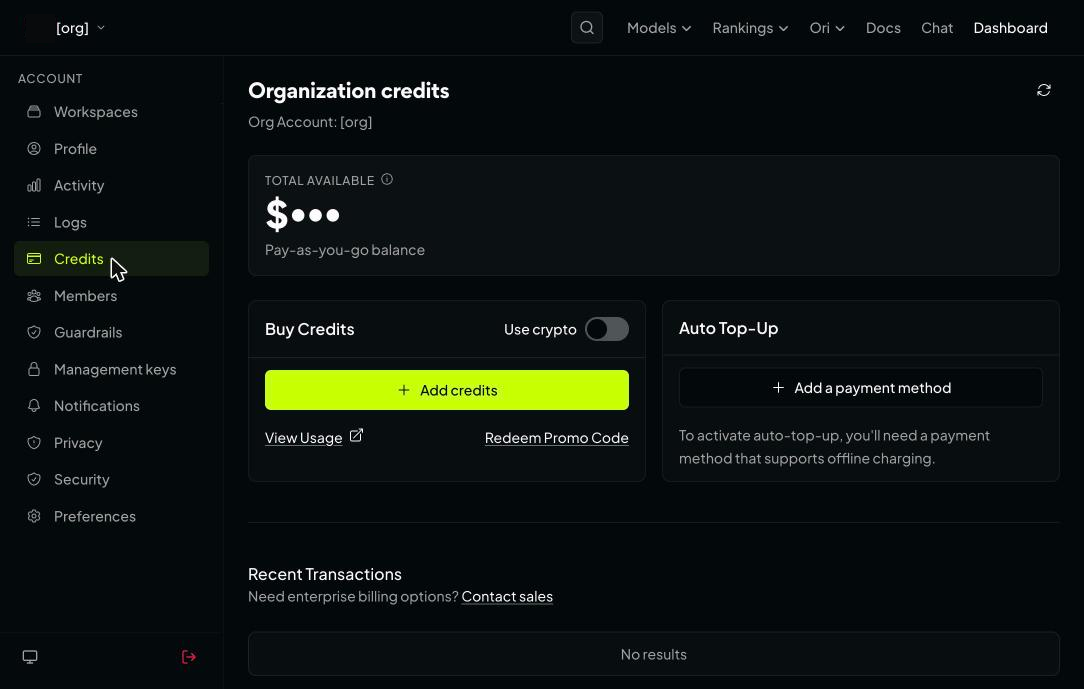 [org]
Models
Rankings
Ori
Docs
Chat
Dashboard
ACCOUNT
Workspaces
Profile
Activity
Logs
Credits
Members
Guardrails
Management keys
Notifications
Privacy
Security
Preferences
Organization credits
Org Account: [org]
TOTAL AVAILABLE
$•••
Pay-as-you-go balance
Buy Credits
Use crypto
+ Add credits
View Usage
Redeem Promo Code
Auto Top-Up
+ Add a payment method
To activate auto-top-up, you'll need a payment
method that supports offline charging.
Recent Transactions
Need enterprise billing options? Contact sales
No results